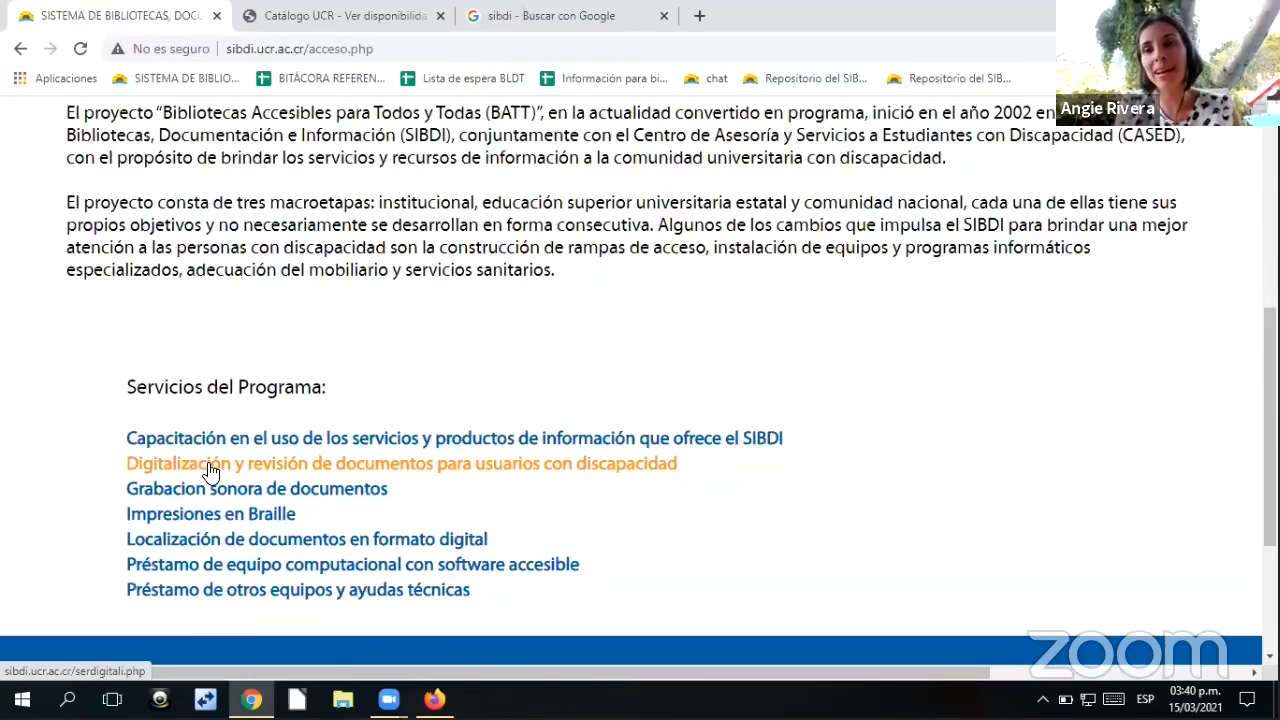 SISTEMA DE BIBLIOTECAS, DOCU
Catálogo UCR - Ver disponibilida
sibdi - Buscar con Google
No es seguro
sibdi.ucr.ac.cr/acceso.php
Aplicaciones
SISTEMA DE BIBLIO...
BITÁCORA REFEREN...
Lista de espera BLDT
Información para bi...
chat
Repositorio del SIB...
Repositorio del SIB...
Angie Rivera
El proyecto “Bibliotecas Accesibles para Todos y Todas (BATT)”, en la actualidad convertido en programa, inició en el año 2002 en
Bibliotecas, Documentación e Información (SIBDI), conjuntamente con el Centro de Asesoría y Servicios a Estudiantes con Discapacidad (CASED),
con el propósito de brindar los servicios y recursos de información a la comunidad universitaria con discapacidad.
El proyecto consta de tres macroetapas: institucional, educación superior universitaria estatal y comunidad nacional, cada una de ellas tiene sus
propios objetivos y no necesariamente se desarrollan en forma consecutiva. Algunos de los cambios que impulsa el SIBDI para brindar una mejor
atención a las personas con discapacidad son la construcción de rampas de acceso, instalación de equipos y programas informáticos
especializados, adecuación del mobiliario y servicios sanitarios.
Servicios del Programa:
Capacitación en el uso de los servicios y productos de información que ofrece el SIBDI
Digitalización y revisión de documentos para usuarios con discapacidad
Grabacion sonora de documentos
Impresiones en Braille
Localización de documentos en formato digital
Préstamo de equipo computacional con software accesible
Préstamo de otros equipos y ayudas técnicas
zoom
sibdi.ucr.ac.cr/serdigitali.php
ESP
03:40 p.m.
15/03/2021